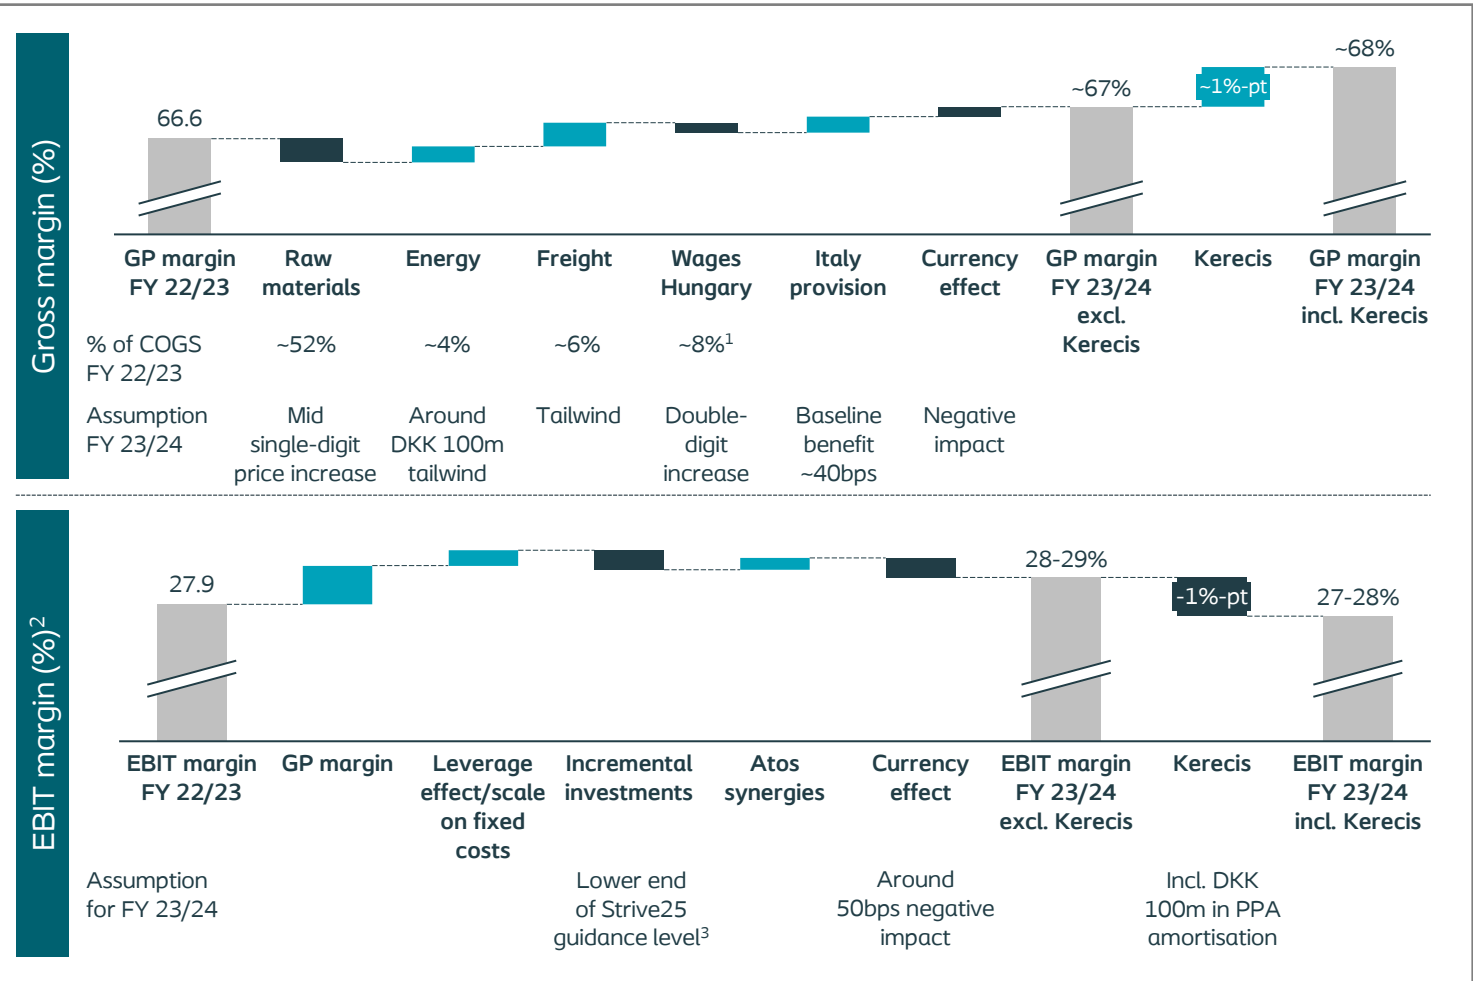 Gross margin (%)
66.6
~67%
~1%-pt
~68%
GP margin
FY 22/23
Raw
materials
Energy
Freight
Wages
Hungary
Italy
provision
Currency
effect
GP margin
FY 23/24
excl.
Kerecis
Kerecis
GP margin
FY 23/24
incl. Kerecis
% of COGS
FY 22/23
~52%
~4%
~6%
~8%¹
Assumption
FY 23/24
Mid
single-digit
price increase
Around
DKK 100m
tailwind
Tailwind
Double-
digit
increase
Baseline
benefit
~40bps
Negative
impact
EBIT margin (%)²
27.9
28-29%
-1%-pt
27-28%
EBIT margin
FY 22/23
GP margin
Leverage
effect/scale
on fixed
costs
Incremental
investments
Atos
synergies
Currency
effect
EBIT margin
FY 23/24
excl. Kerecis
Kerecis
EBIT margin
FY 23/24
incl. Kerecis
Assumption
for FY 23/24
Lower end
of Strive25
guidance level³
Around
50bps negative
impact
Incl. DKK
100m in PPA
amortisation